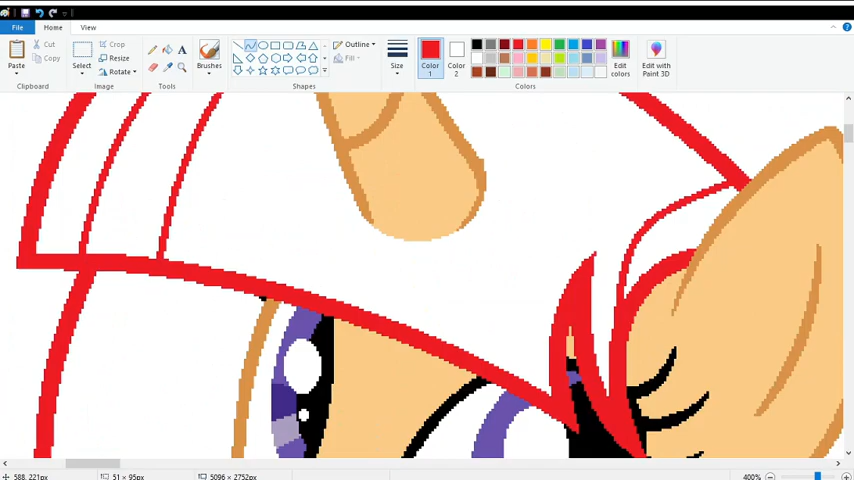 File Home View
Paste Cut Copy
Select Crop Resize Rotate
A
Brushes
Outline Fill
Size
Color 1 Color 2
Edit colors
Edit with Paint 3D
Clipboard Image Tools Shapes Colors
588, 221px 51 × 95px 5096 × 2752px 400%